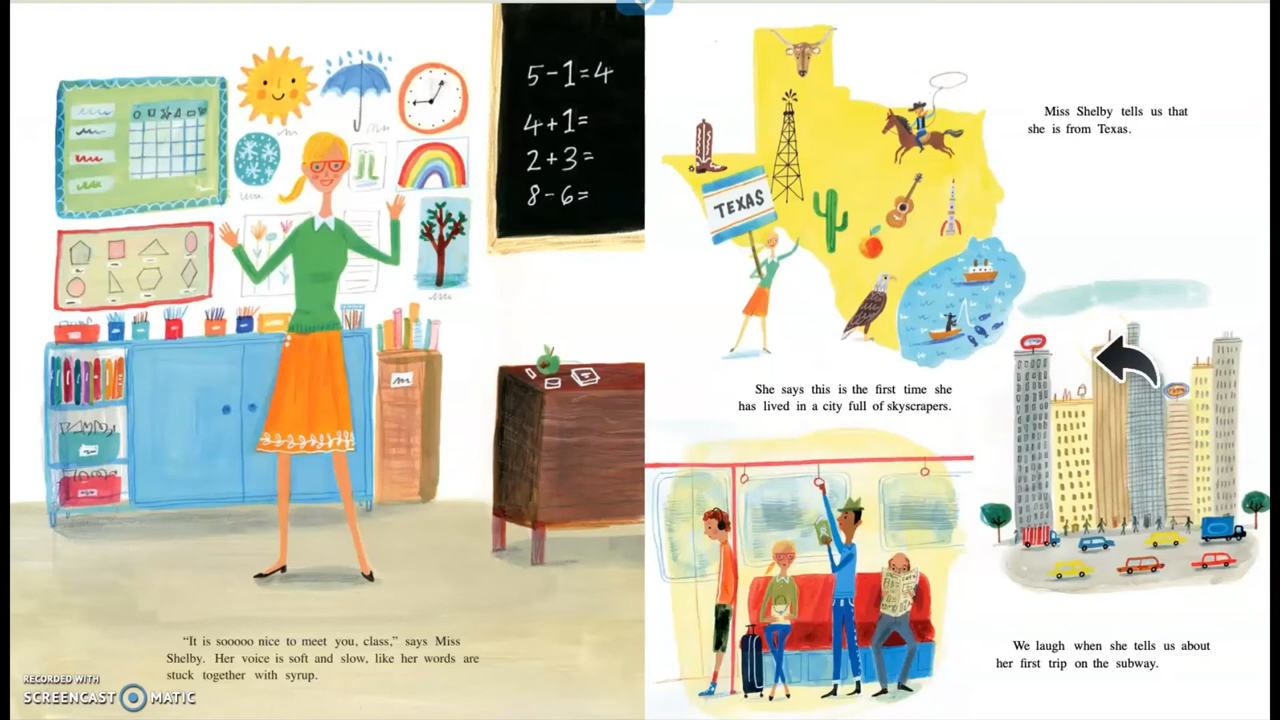 5-1=4
4+1=
2+3=
8-6=
"It is sooooo nice to meet you, class," says Miss
Shelby. Her voice is soft and slow, like her words are
stuck together with syrup.
RECORDED WITH
SCREENCAST MATIC
Miss Shelby tells us that
she is from Texas.
TEXAS
She says this is the first time she
has lived in a city full of skyscrapers.
We laugh when she tells us about
her first trip on the subway.